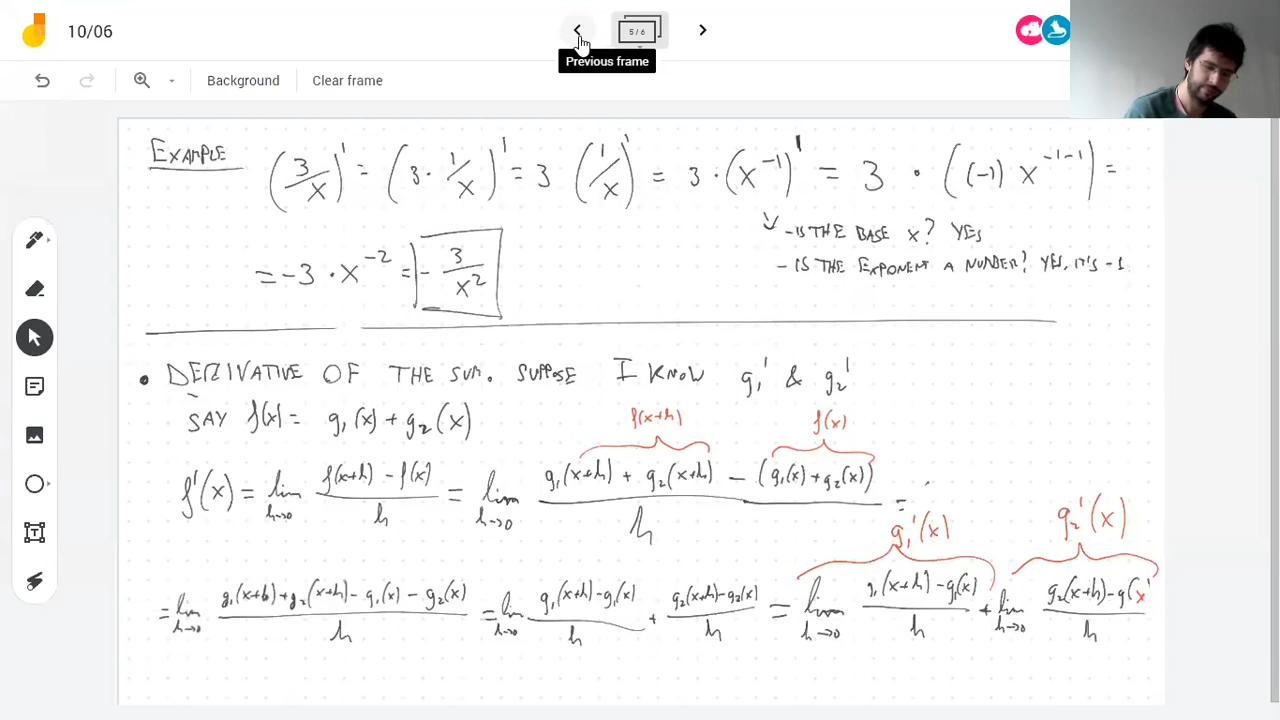 10/06
5 / 6
Previous frame
Background Clear frame
EXAMPLE (3/x)' = (3 · 1/x)' = 3 (1/x)' = 3 · (x^-1)' = 3 · ((-1) x^-1-1) =
- IS THE BASE x? YES
= -3 · x^-2 = - 3/x^2
- IS THE EXPONENT A NUMBER? YES, IT'S -1
• DERIVATIVE OF THE SUM. SUPPOSE I KNOW g1' & g2'
SAY f(x) = g1(x) + g2(x)
f(x+h) f(x)
f'(x) = lim h→0 f(x+h) - f(x) / h = lim h→0 g1(x+h) + g2(x+h) - (g1(x) + g2(x)) / h =
g1'(x) g2'(x)
= lim h→0 g1(x+h) + g2(x+h) - g1(x) - g2(x) / h = lim h→0 g1(x+h) - g1(x) / h + g2(x+h) - g2(x) / h = lim h→0 g1(x+h) - g1(x) / h + lim h→0 g2(x+h) - g(x' / h